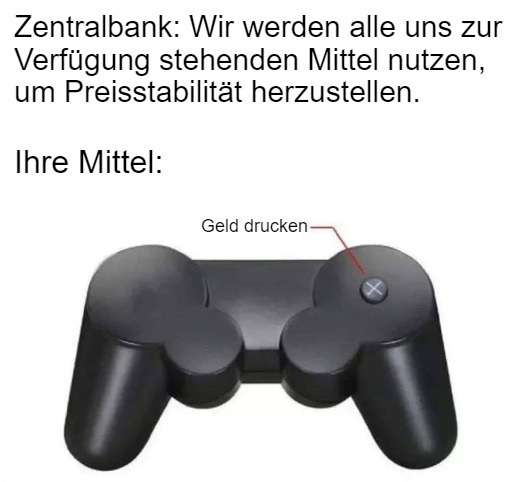 Zentralbank: Wir werden alle uns zur
Verfügung stehenden Mittel nutzen,
um Preisstabilität herzustellen.
Ihre Mittel:
Geld drucken